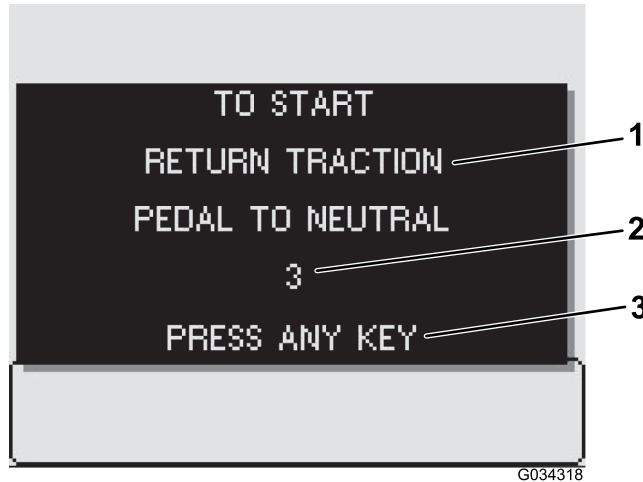 TO START
RETURN TRACTION
1
PEDAL TO NEUTRAL
2
3
3
PRESS ANY KEY
G034318